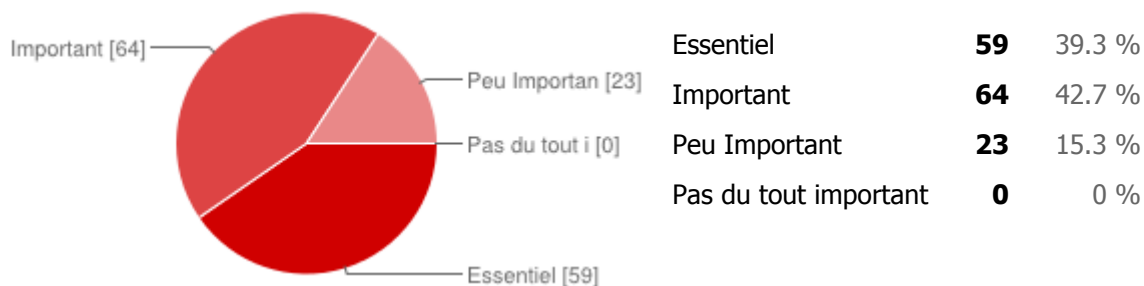 Important [64]
Peu Importan [23]
Pas du tout i [0]
Essentiel [59]
Essentiel 59 39.3 %
Important 64 42.7 %
Peu Important 23 15.3 %
Pas du tout important 0 0 %